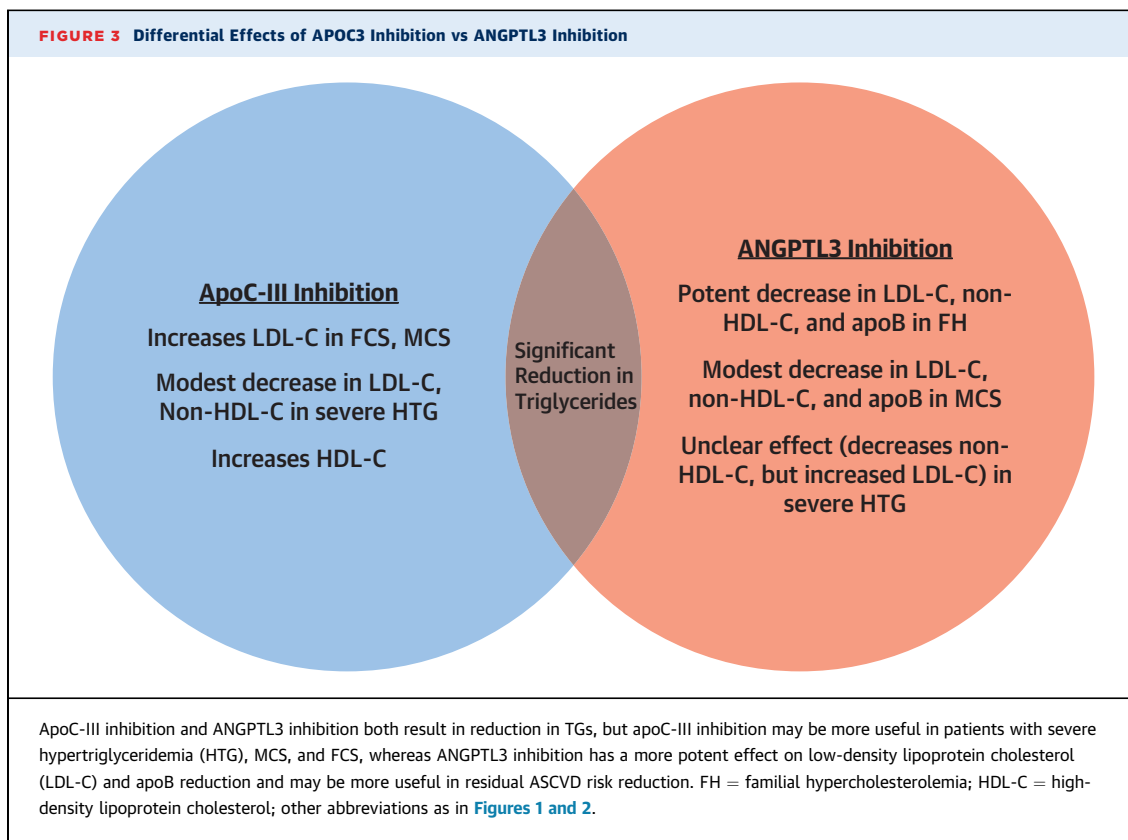 FIGURE 3 Differential Effects of APOC3 Inhibition vs ANGPTL3 Inhibition
ApoC-III Inhibition
Increases LDL-C in FCS, MCS
Modest decrease in LDL-C,
Non-HDL-C in severe HTG
Increases HDL-C
Significant
Reduction in
Triglycerides
ANGPTL3 Inhibition
Potent decrease in LDL-C, non-
HDL-C, and apoB in FH
Modest decrease in LDL-C,
non-HDL-C, and apoB in MCS
Unclear effect (decreases non-
HDL-C, but increased LDL-C) in
severe HTG
ApoC-III inhibition and ANGPTL3 inhibition both result in reduction in TGs, but apoC-III inhibition may be more useful in patients with severe
hypertriglyceridemia (HTG), MCS, and FCS, whereas ANGPTL3 inhibition has a more potent effect on low-density lipoprotein cholesterol
(LDL-C) and apoB reduction and may be more useful in residual ASCVD risk reduction. FH = familial hypercholesterolemia; HDL-C = high-
density lipoprotein cholesterol; other abbreviations as in Figures 1 and 2.